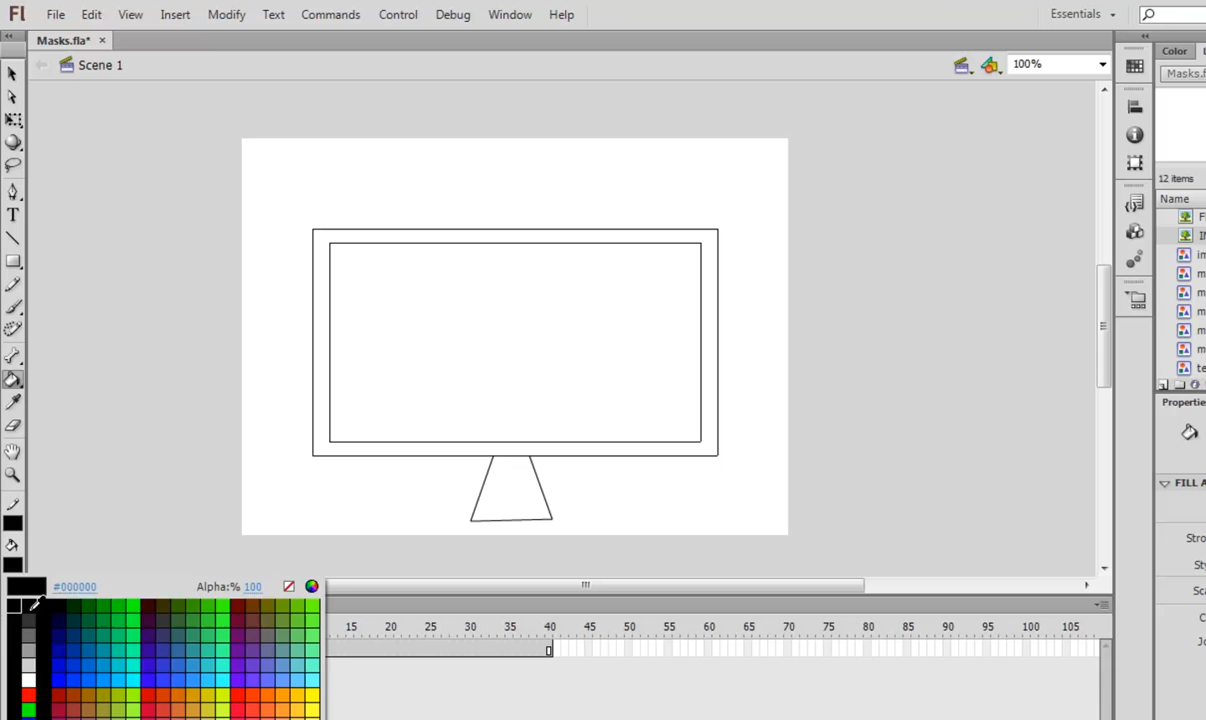 Fl File Edit View Insert Modify Text Commands Control Debug Window Help Essentials
Masks.fla* Color
Scene 1 100% Masks.f
12 items
Name
Properties
FILL A
#000000 Alpha:% 100
15 20 25 30 35 40 45 50 55 60 65 70 75 80 85 90 95 100 105